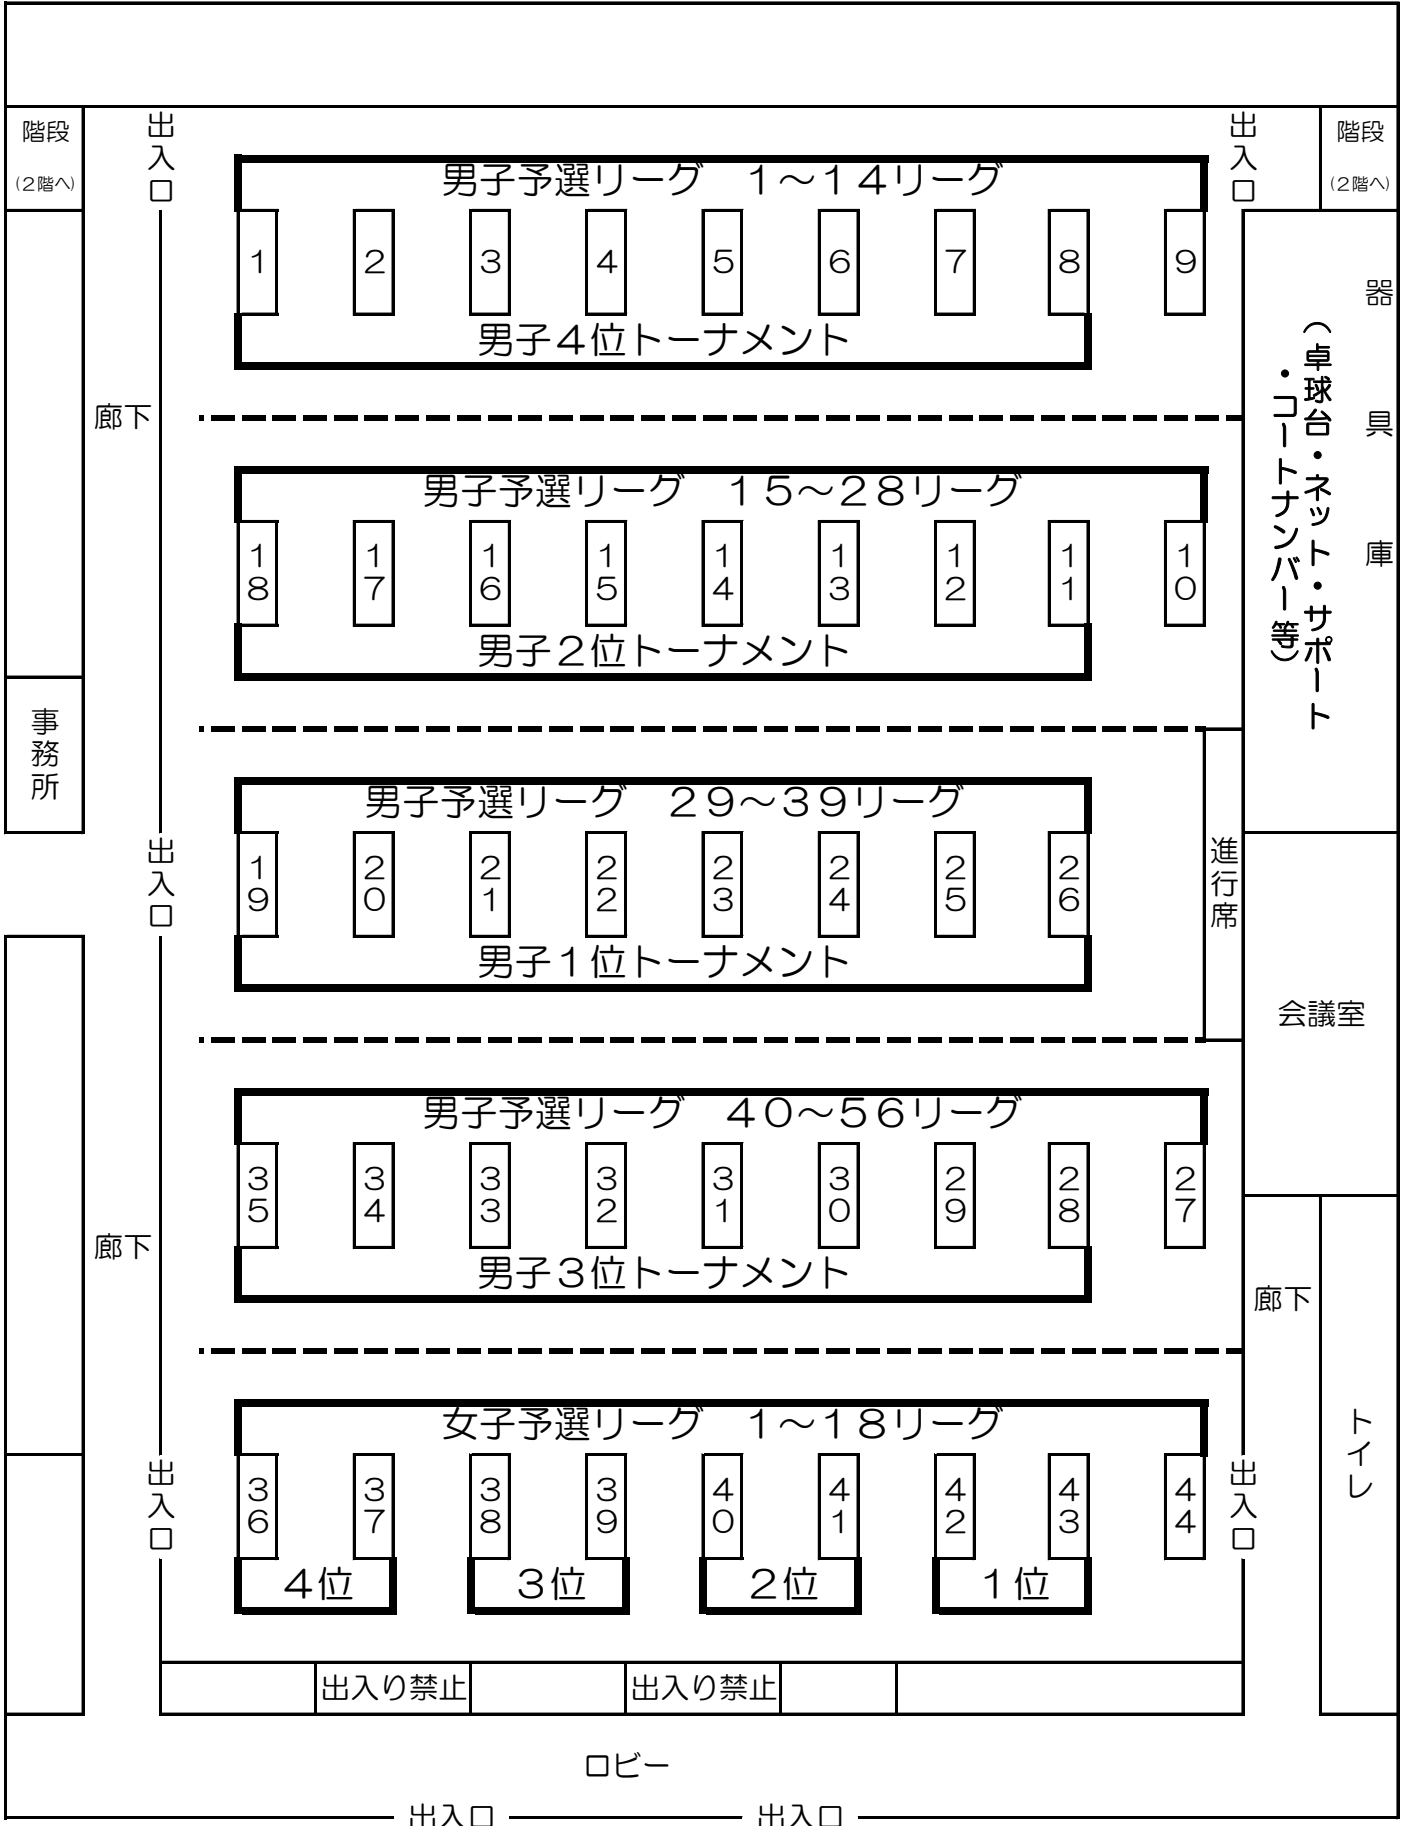 階段
(2階へ)
出入口
出入口
階段
(2階へ)
男子予選リーグ　1～14リーグ
1 2 3 4 5 6 7 8 9
男子4位トーナメント
器具庫
(卓球台・ネット・サポート
・コートナンバー等)
廊下
男子予選リーグ　15～28リーグ
18 17 16 15 14 13 12 11 10
男子2位トーナメント
事務所
男子予選リーグ　29～39リーグ
出入口
19 20 21 22 23 24 25 26
進行席
男子1位トーナメント
会議室
男子予選リーグ　40～56リーグ
35 34 33 32 31 30 29 28 27
廊下
男子3位トーナメント
廊下
女子予選リーグ　1～18リーグ
出入口
36 37 38 39 40 41 42 43 44
出入口
トイレ
4位 3位 2位 1位
出入り禁止
出入り禁止
ロビー
出入口
出入口